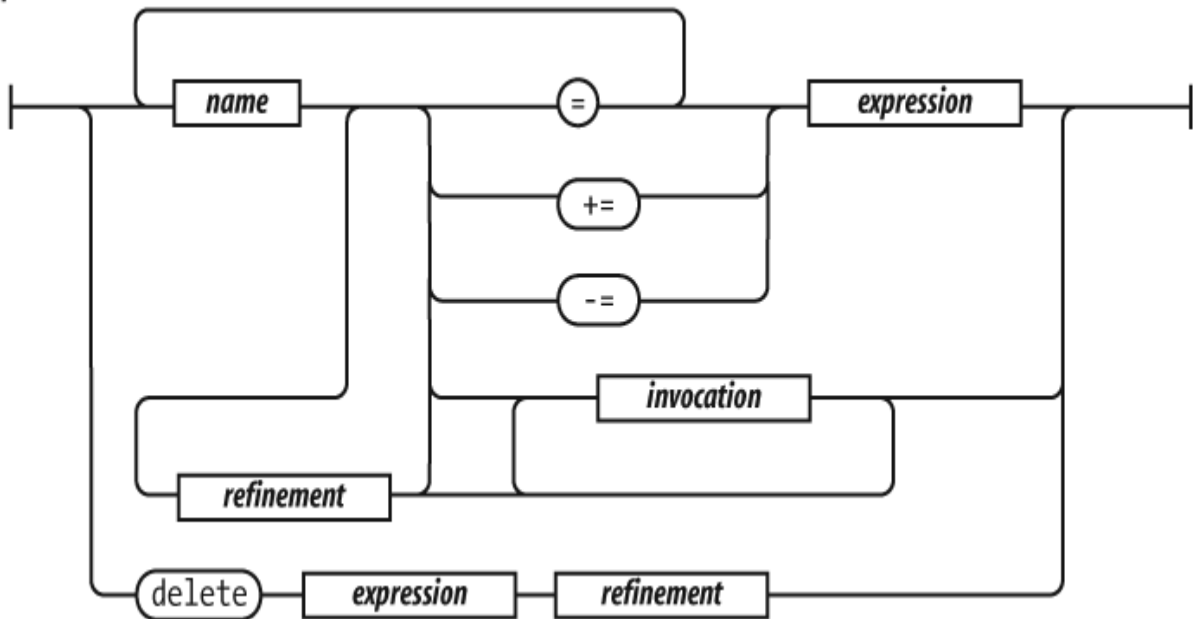 name = expression
+=
-=
invocation
refinement
delete expression refinement